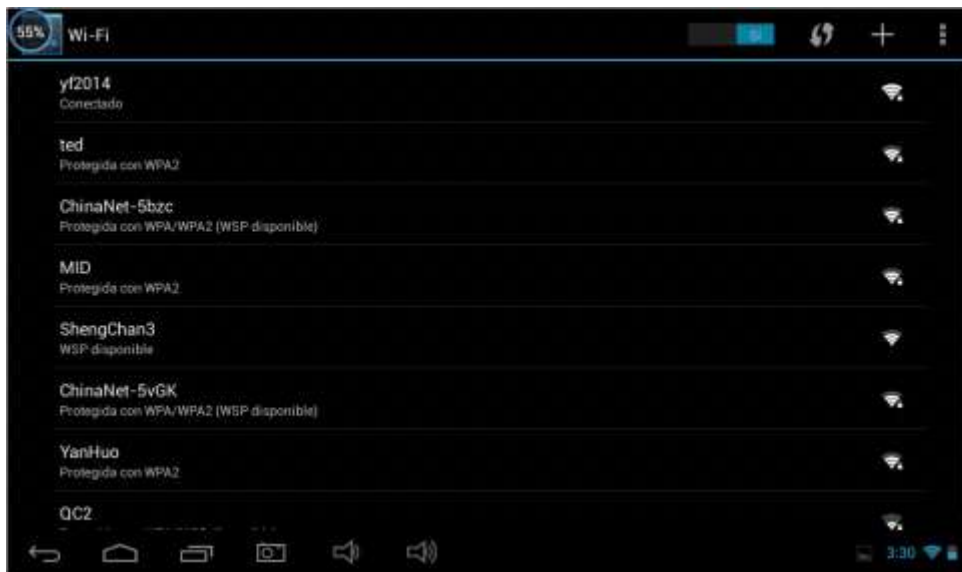 55%
Wi-Fi
SÍ
yf2014
Conectado
ted
Protegida con WPA2
ChinaNet-5bzc
Protegida con WPA/WPA2 (WSP disponible)
MID
Protegida con WPA2
ShengChan3
WSP disponible
ChinaNet-5vGK
Protegida con WPA/WPA2 (WSP disponible)
YanHuo
Protegida con WPA2
QC2
3:30